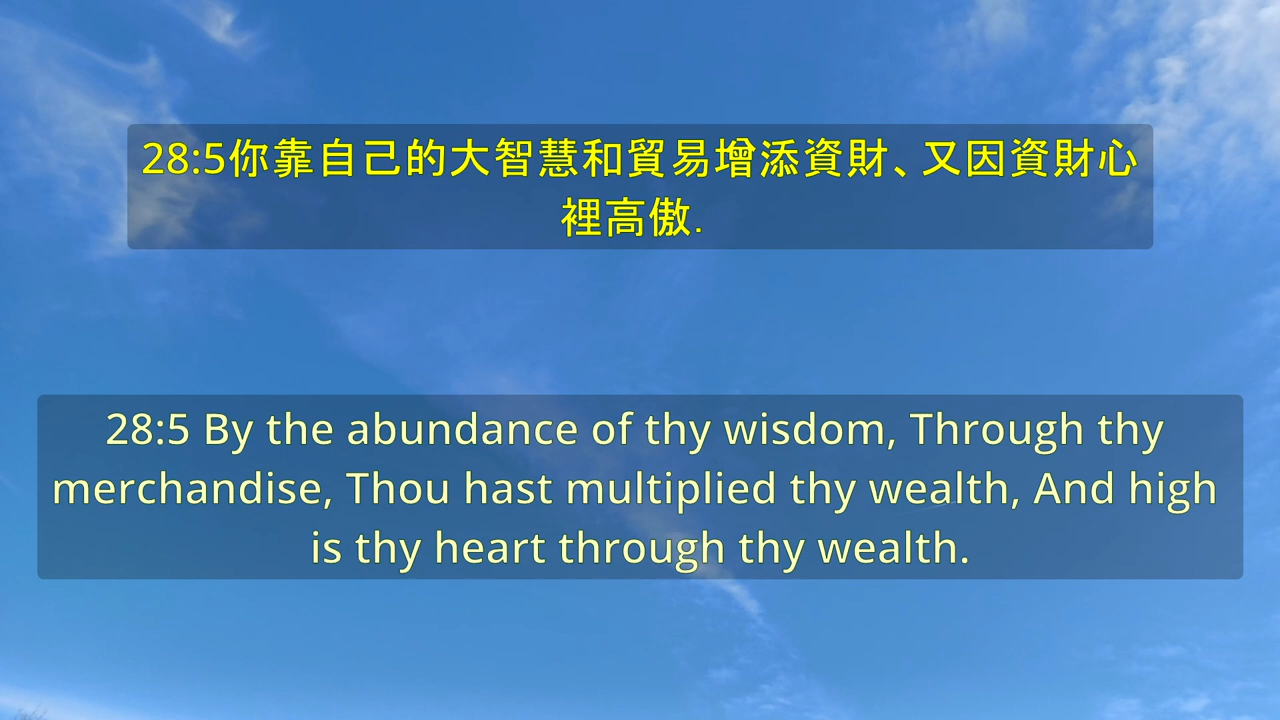 28:5你靠自己的大智慧和貿易增添資財、又因資財心
裡高傲.
28:5 By the abundance of thy wisdom, Through thy
merchandise, Thou hast multiplied thy wealth, And high
is thy heart through thy wealth.